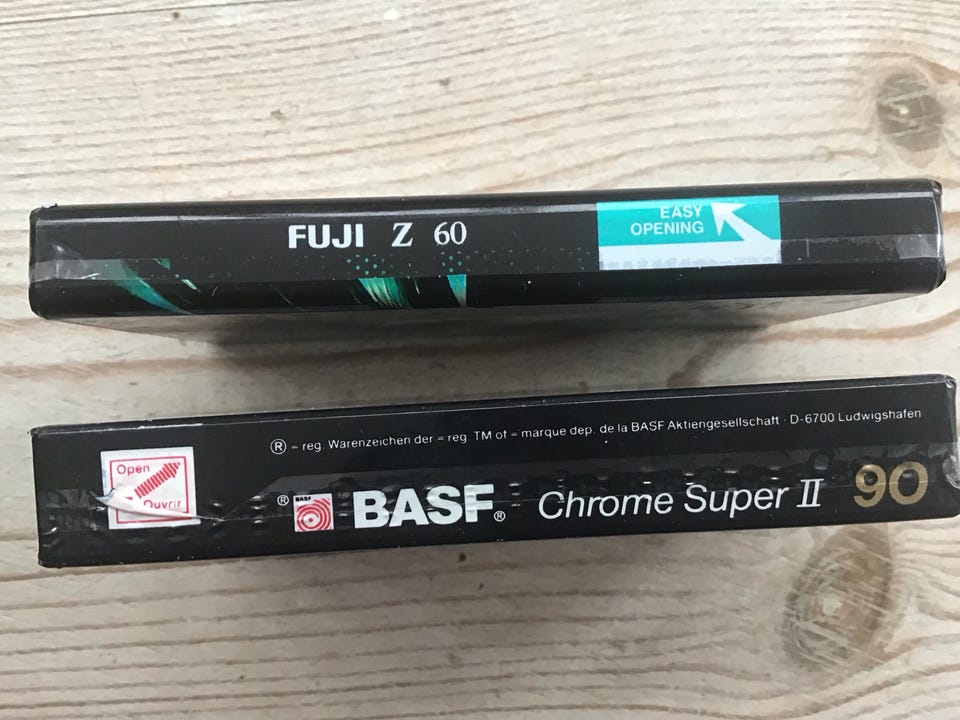 FUJI Z 60
EASY
OPENING
® = reg. Warenzeichen der = reg. TM of = marque dep. de la BASF Aktiengesellschaft · D-6700 Ludwigshafen
Open
Ouvrir
® BASF® Chrome Super II 90